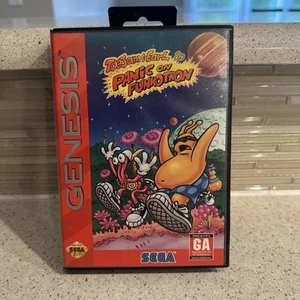 GENESIS
ToeJam & Earl in
PANIC ON
FUNKOTRON
SEGA
GA
SEGA